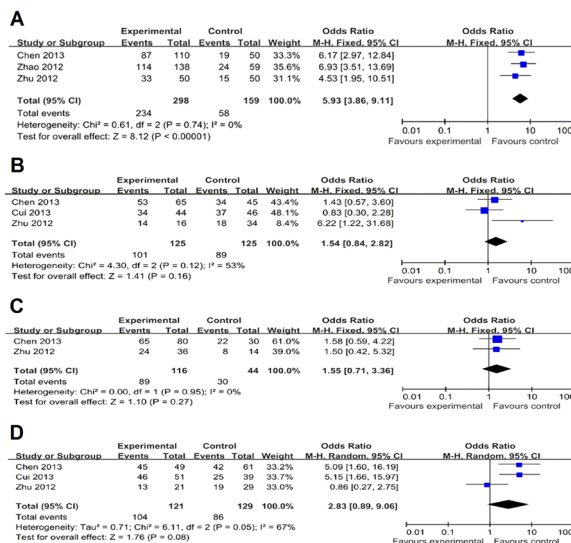 A
Experimental Control Odds Ratio Odds Ratio
Study or Subgroup Events Total Events Total Weight M-H. Fixed. 95% CI M-H. Fixed. 95% CI
Chen 2013 87 110 19 50 33.3% 6.17 [2.97, 12.84]
Zhao 2012 114 138 24 59 35.6% 6.93 [3.51, 13.69]
Zhu 2012 33 50 15 50 31.1% 4.53 [1.95, 10.51]
Total (95% CI) 298 159 100.0% 5.93 [3.86, 9.11]
Total events 234 58
Heterogeneity: Chi² = 0.61, df = 2 (P = 0.74); I² = 0%
Test for overall effect: Z = 8.12 (P < 0.00001)
0.01 0.1 1 10 100
Favours experimental Favours control
B
Experimental Control Odds Ratio Odds Ratio
Study or Subgroup Events Total Events Total Weight M-H. Fixed. 95% CI M-H. Fixed. 95% CI
Chen 2013 53 65 34 45 43.4% 1.43 [0.57, 3.60]
Cui 2013 34 44 37 46 48.1% 0.83 [0.30, 2.28]
Zhu 2012 14 16 18 34 8.4% 6.22 [1.22, 31.68]
Total (95% CI) 125 125 100.0% 1.54 [0.84, 2.82]
Total events 101 89
Heterogeneity: Chi² = 4.30, df = 2 (P = 0.12); I² = 53%
Test for overall effect: Z = 1.41 (P = 0.16)
0.01 0.1 1 10 100
Favours experimental Favours control
C
Experimental Control Odds Ratio Odds Ratio
Study or Subgroup Events Total Events Total Weight M-H. Fixed. 95% CI M-H. Fixed. 95% CI
Chen 2013 65 80 22 30 61.0% 1.58 [0.59, 4.22]
Zhu 2012 24 36 8 14 39.0% 1.50 [0.42, 5.32]
Total (95% CI) 116 44 100.0% 1.55 [0.71, 3.36]
Total events 89 30
Heterogeneity: Chi² = 0.00, df = 1 (P = 0.95); I² = 0%
Test for overall effect: Z = 1.10 (P = 0.27)
0.01 0.1 1 10 100
Favours experimental Favours control
D
Experimental Control Odds Ratio Odds Ratio
Study or Subgroup Events Total Events Total Weight M-H. Random. 95% CI M-H. Random. 95% CI
Chen 2013 45 49 42 61 33.2% 5.09 [1.60, 16.19]
Cui 2013 46 51 25 39 33.9% 5.15 [1.66, 15.97]
Zhu 2012 13 21 19 29 32.9% 0.86 [0.27, 2.75]
Total (95% CI) 121 129 100.0% 2.83 [0.89, 9.06]
Total events 104 86
Heterogeneity: Tau² = 0.71; Chi² = 6.11, df = 2 (P = 0.05); I² = 67%
Test for overall effect: Z = 1.76 (P = 0.08)
0.01 0.1 1 10 100
Favours experimental Favours control